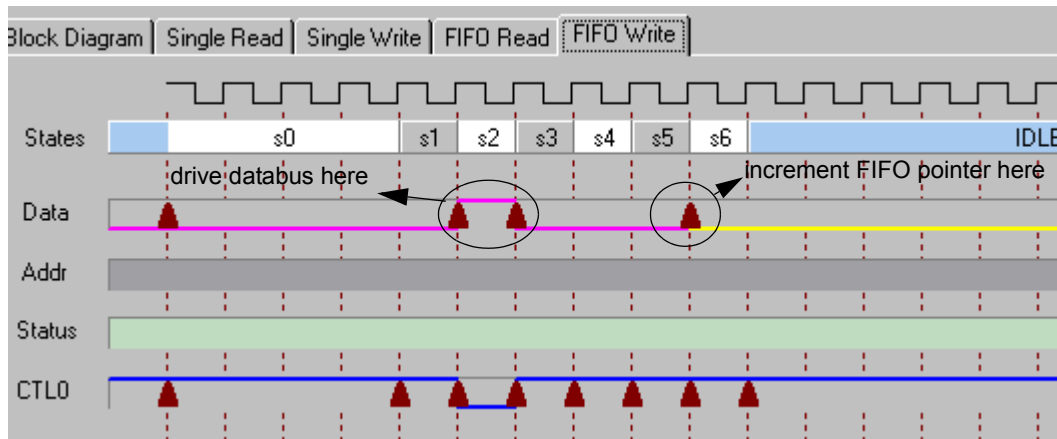 Block Diagram Single Read Single Write FIFO Read FIFO Write
States s0 s1 s2 s3 s4 s5 s6 IDLE
drive databus here increment FIFO pointer here
Data
Addr
Status
CTL0